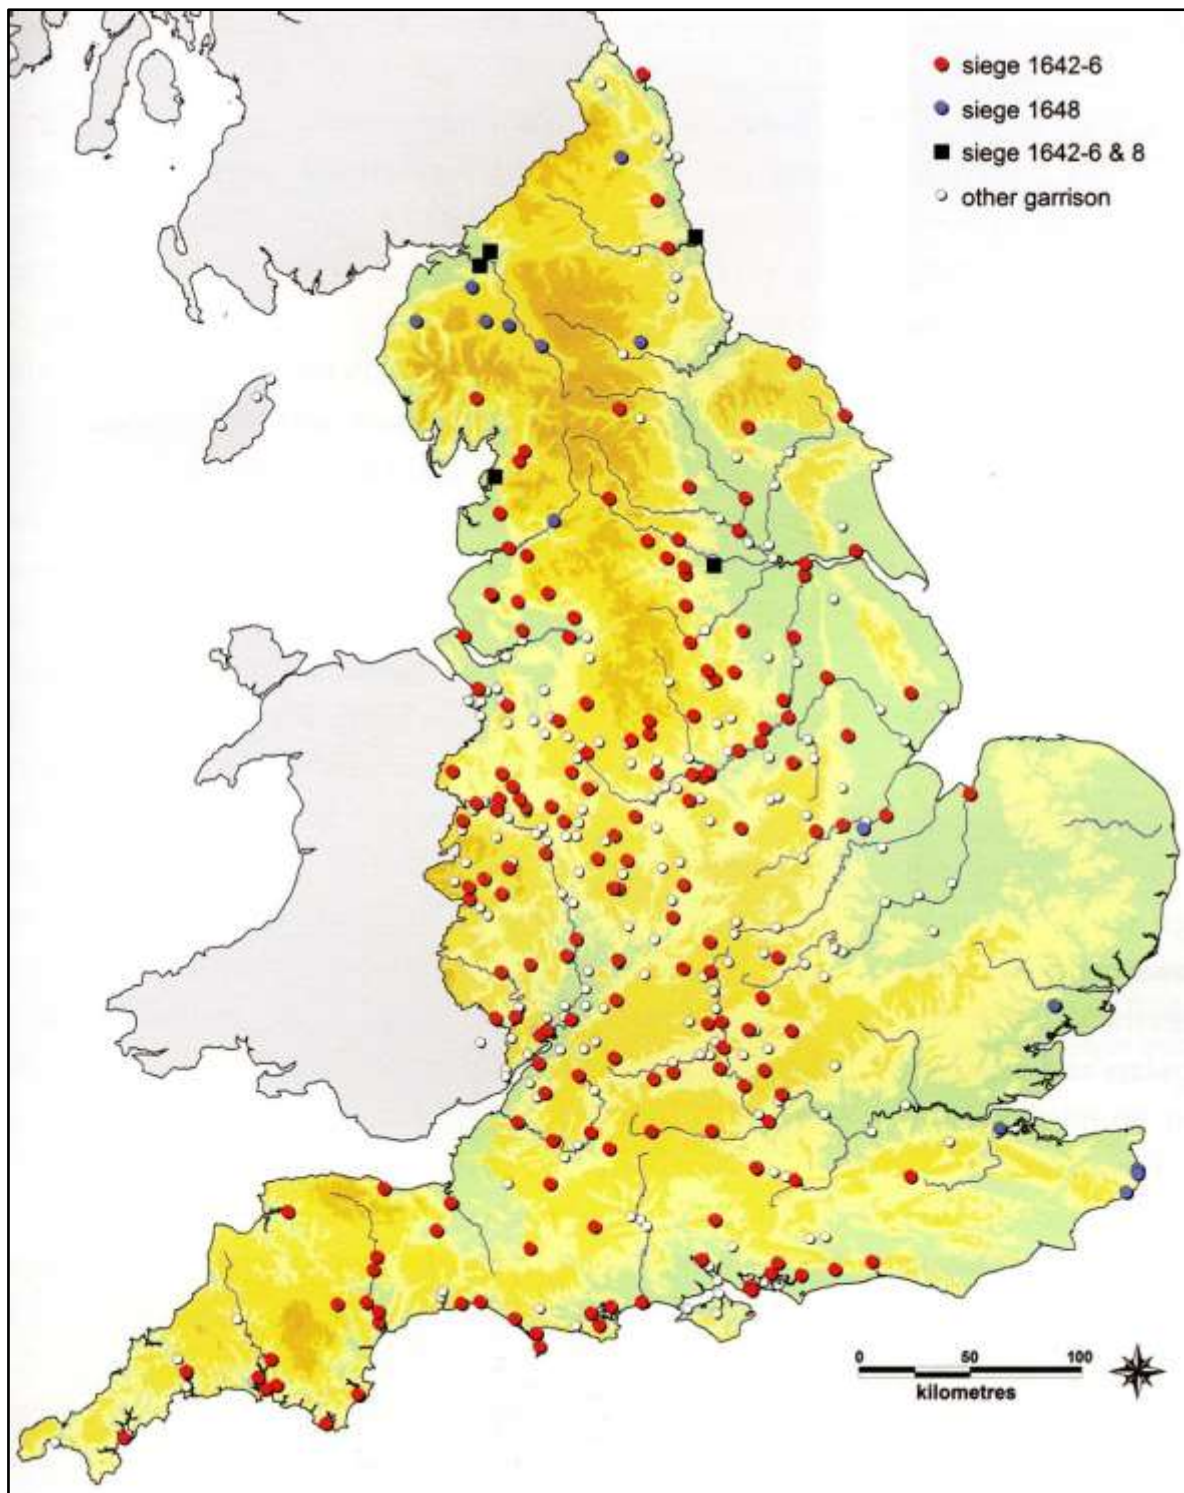 siege 1642-6
siege 1648
siege 1642-6 & 8
other garrison
0 50 100
kilometres